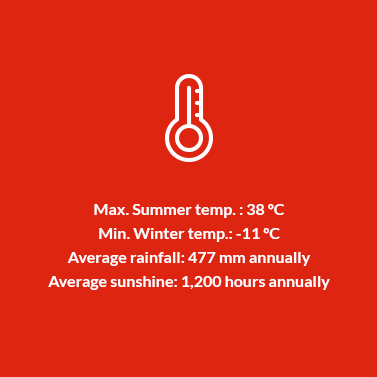 Max. Summer temp. : 38 ºC
Min. Winter temp.: -11 ºC
Average rainfall: 477 mm annually
Average sunshine: 1,200 hours annually